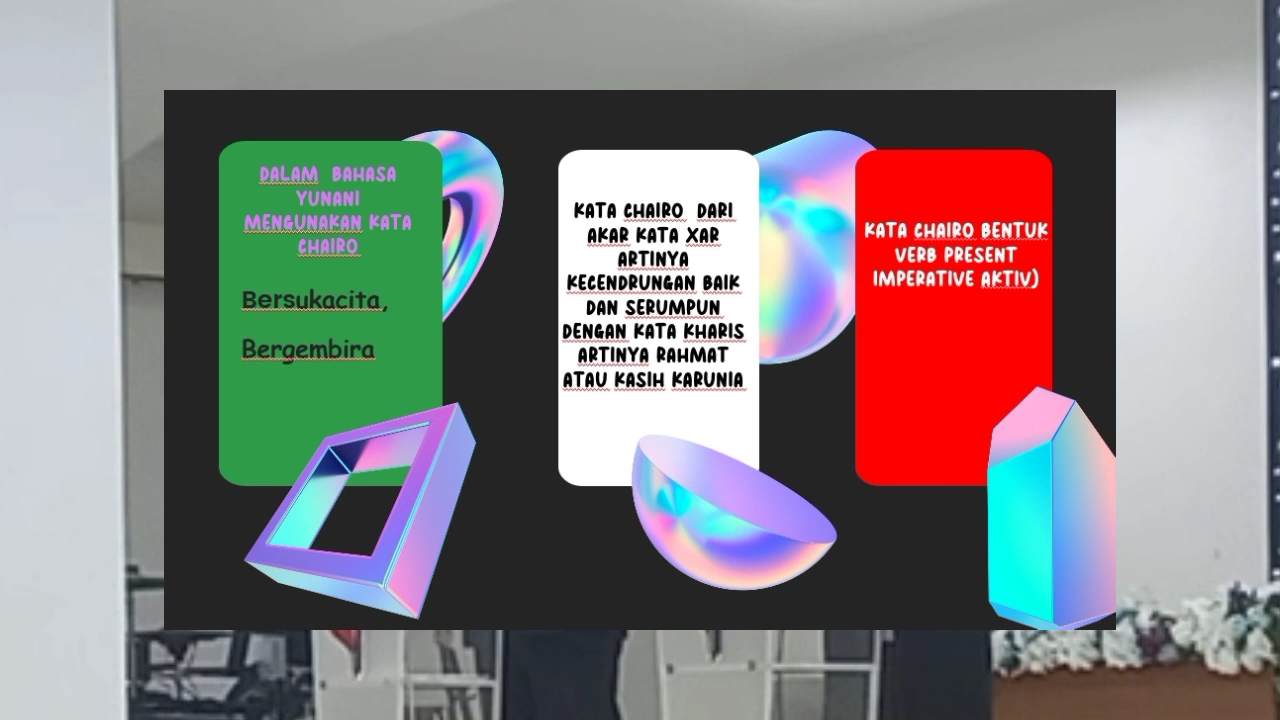 DALAM BAHASA
YUNANI
MENGUNAKAN KATA
CHAIRO
Bersukacita,
Bergembira
KATA CHAIRO DARI
AKAR KATA XAR
ARTINYA
KECENDRUNGAN BAIK
DAN SERUMPUN
DENGAN KATA KHARIS
ARTINYA RAHMAT
ATAU KASIH KARUNIA
KATA CHAIRO BENTUK
VERB PRESENT
IMPERATIVE AKTIV)